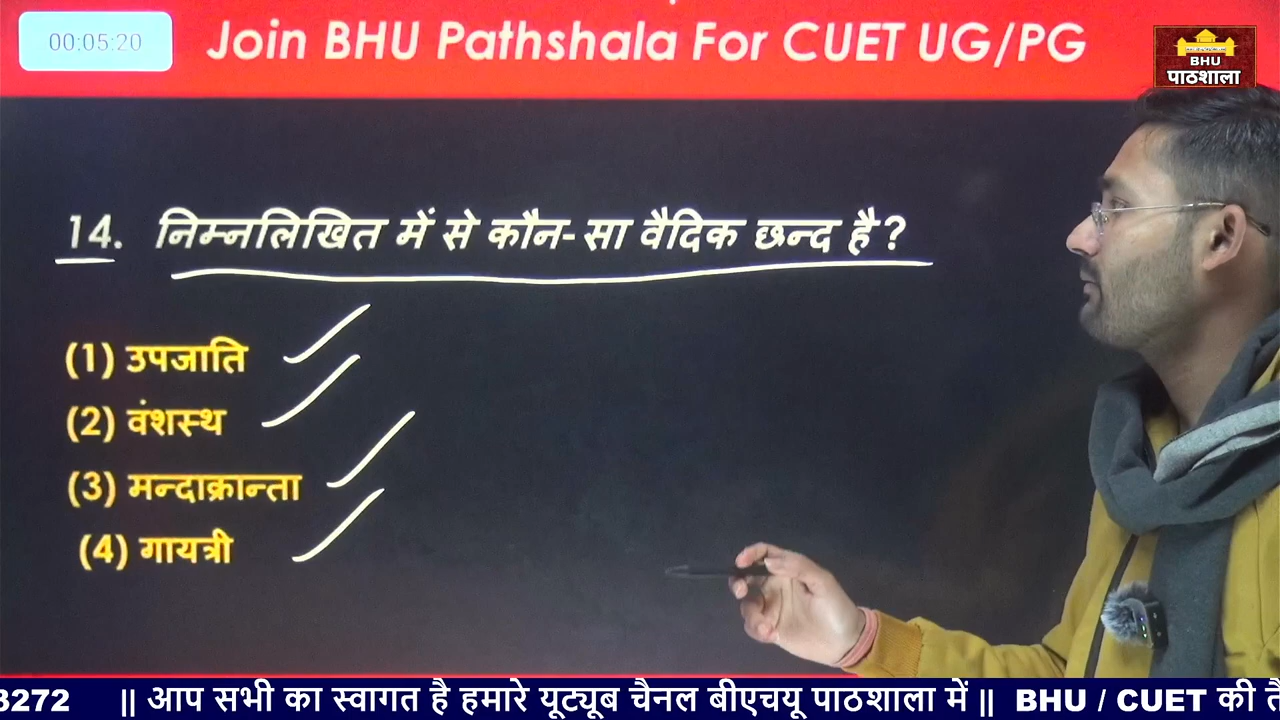 00:05:20
Join BHU Pathshala For CUET UG/PG
BHU
पाठशाला
14. निम्नलिखित में से कौन-सा वैदिक छन्द है?
(1) उपजाति
(2) वंशस्थ
(3) मन्दाक्रान्ता
(4) गायत्री
3272 || आप सभी का स्वागत है हमारे यूट्यूब चैनल बीएचयू पाठशाला में || BHU / CUET की